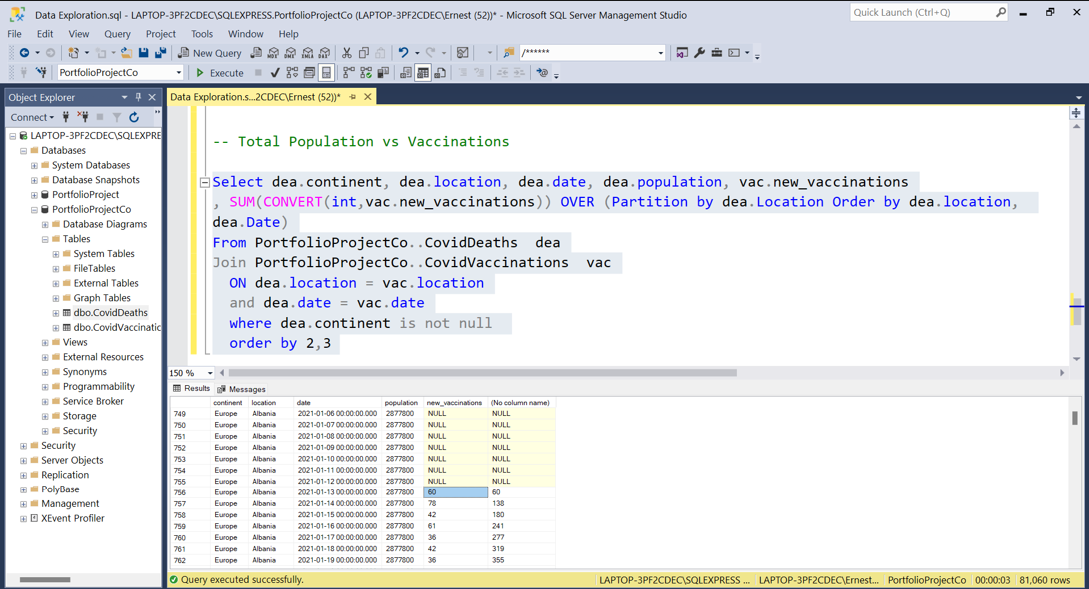 Data Exploration.sql - LAPTOP-3PF2CDEC\SQLEXPRESS.PortfolioProjectCo (LAPTOP-3PF2CDEC\Ernest (52))* - Microsoft SQL Server Management Studio
Quick Launch (Ctrl+Q)
File Edit View Query Project Tools Window Help
New Query
MDX DMX XMLA DAX
/******
PortfolioProjectCo
Execute
Object Explorer
Connect
LAPTOP-3PF2CDEC\SQLEXPRE
Databases
System Databases
Database Snapshots
PortfolioProject
PortfolioProjectCo
Database Diagrams
Tables
System Tables
FileTables
External Tables
Graph Tables
dbo.CovidDeaths
dbo.CovidVaccinatic
Views
External Resources
Synonyms
Programmability
Service Broker
Storage
Security
Security
Server Objects
Replication
PolyBase
Management
XEvent Profiler
Data Exploration.s...2CDEC\Ernest (52))*
-- Total Population vs Vaccinations
Select dea.continent, dea.location, dea.date, dea.population, vac.new_vaccinations
, SUM(CONVERT(int,vac.new_vaccinations)) OVER (Partition by dea.Location Order by dea.location,
dea.Date)
From PortfolioProjectCo..CovidDeaths dea
Join PortfolioProjectCo..CovidVaccinations vac
ON dea.location = vac.location
and dea.date = vac.date
where dea.continent is not null
order by 2,3
150 %
Results Messages
continent location date population new_vaccinations (No column name)
749 Europe Albania 2021-01-06 00:00:00.000 2877800 NULL NULL
750 Europe Albania 2021-01-07 00:00:00.000 2877800 NULL NULL
751 Europe Albania 2021-01-08 00:00:00.000 2877800 NULL NULL
752 Europe Albania 2021-01-09 00:00:00.000 2877800 NULL NULL
753 Europe Albania 2021-01-10 00:00:00.000 2877800 NULL NULL
754 Europe Albania 2021-01-11 00:00:00.000 2877800 NULL NULL
755 Europe Albania 2021-01-12 00:00:00.000 2877800 NULL NULL
756 Europe Albania 2021-01-13 00:00:00.000 2877800 60 60
757 Europe Albania 2021-01-14 00:00:00.000 2877800 78 138
758 Europe Albania 2021-01-15 00:00:00.000 2877800 42 180
759 Europe Albania 2021-01-16 00:00:00.000 2877800 61 241
760 Europe Albania 2021-01-17 00:00:00.000 2877800 36 277
761 Europe Albania 2021-01-18 00:00:00.000 2877800 42 319
762 Europe Albania 2021-01-19 00:00:00.000 2877800 36 355
Query executed successfully. LAPTOP-3PF2CDEC\SQLEXPRESS ... LAPTOP-3PF2CDEC\Ernest... PortfolioProjectCo 00:00:03 81,060 rows